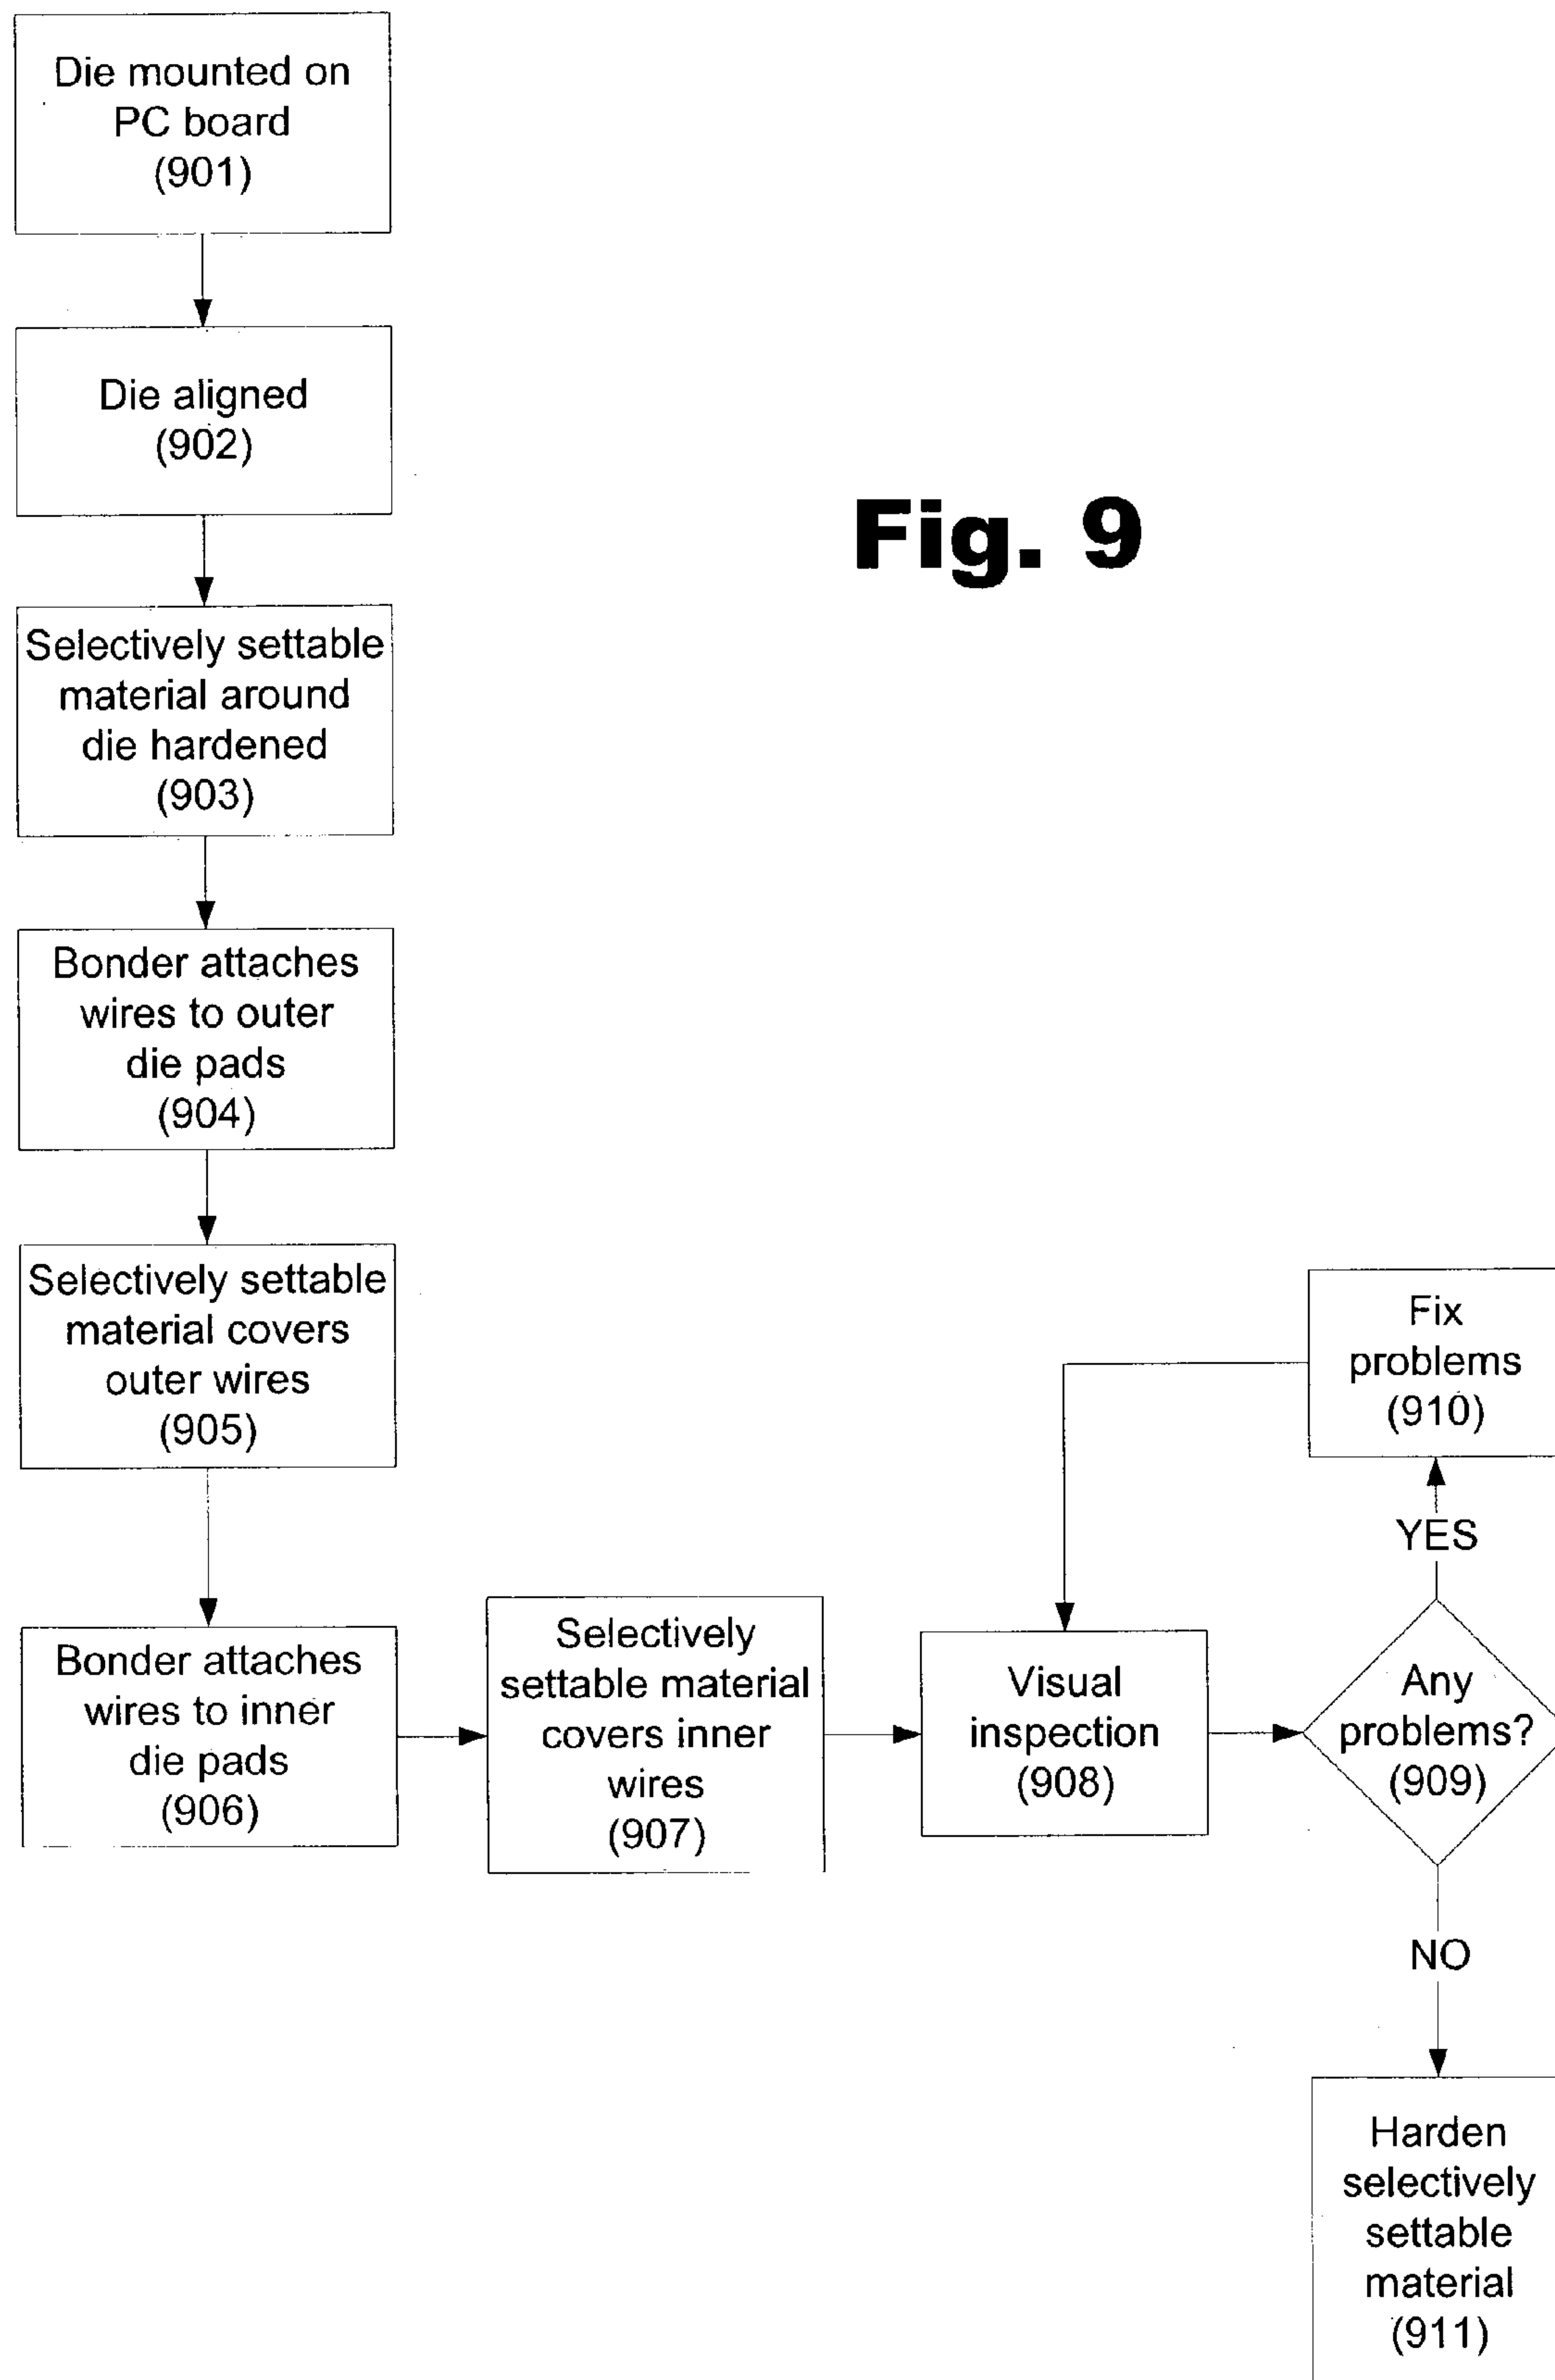 Die mounted on
PC board
(901)
Die aligned
(902)
Fig. 9
Selectively settable
material around
die hardened
(903)
Bonder attaches
wires to outer
die pads
(904)
Selectively settable
material covers
outer wires
(905)
Bonder attaches
wires to inner
die pads
(906)
Selectively
settable material
covers inner
wires
(907)
Visual
inspection
(908)
Any
problems?
(909)
YES
Fix
problems
(910)
NO
Harden
selectively
settable
material
(911)